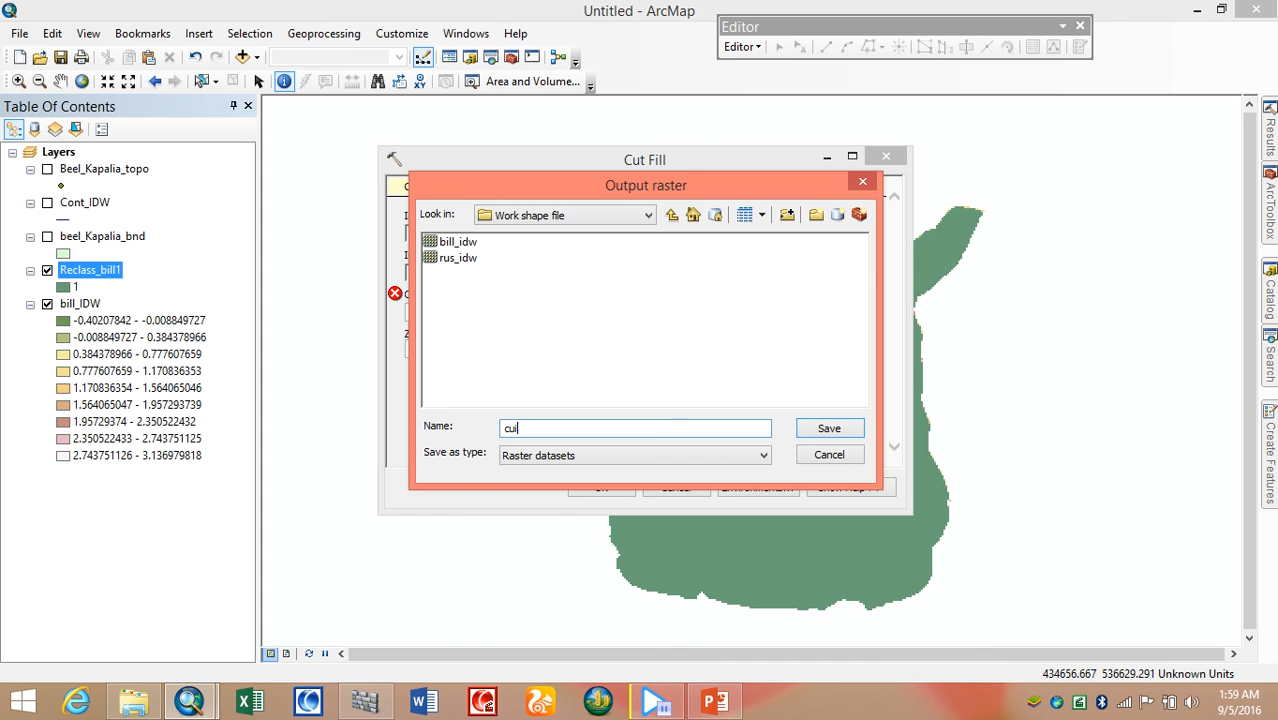 Untitled - ArcMap
File Edit View Bookmarks Insert Selection Geoprocessing Customize Windows Help
Editor
Editor
Area and Volume...
Table Of Contents
Layers
Beel_Kapalia_topo
Cont_IDW
beel_Kapalia_bnd
Reclass_bill1
1
bill_IDW
-0.40207842 - -0.008849727
-0.008849727 - 0.384378966
0.384378966 - 0.777607659
0.777607659 - 1.170836353
1.170836354 - 1.564065046
1.564065047 - 1.957293739
1.95729374 - 2.350522432
2.350522433 - 2.743751125
2.743751126 - 3.136979818
Cut Fill
Output raster
Look in: Work shape file
bill_idw
rus_idw
Name: cui
Save
Save as type: Raster datasets
Cancel
Results
ArcToolbox
Catalog
Search
Create Features
434656.667 536629.291 Unknown Units
1:59 AM
9/5/2016